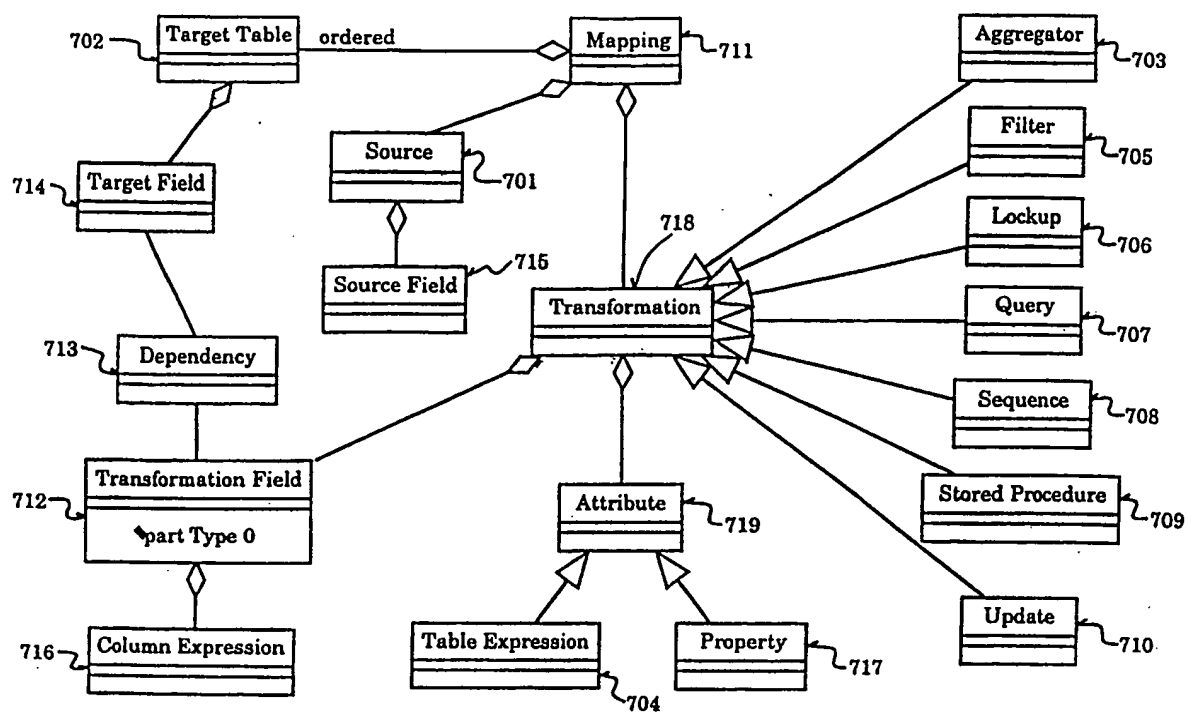 Target Table
702
ordered
Mapping
711
Aggregator
703
Filter
705
Source
701
Target Field
714
Lockup
706
718
715
Source Field
Transformation
Query
707
713
Dependency
Sequence
708
Transformation Field
712
part Type 0
Attribute
719
Stored Procedure
709
Update
710
Column Expression
716
Table Expression
704
Property
717